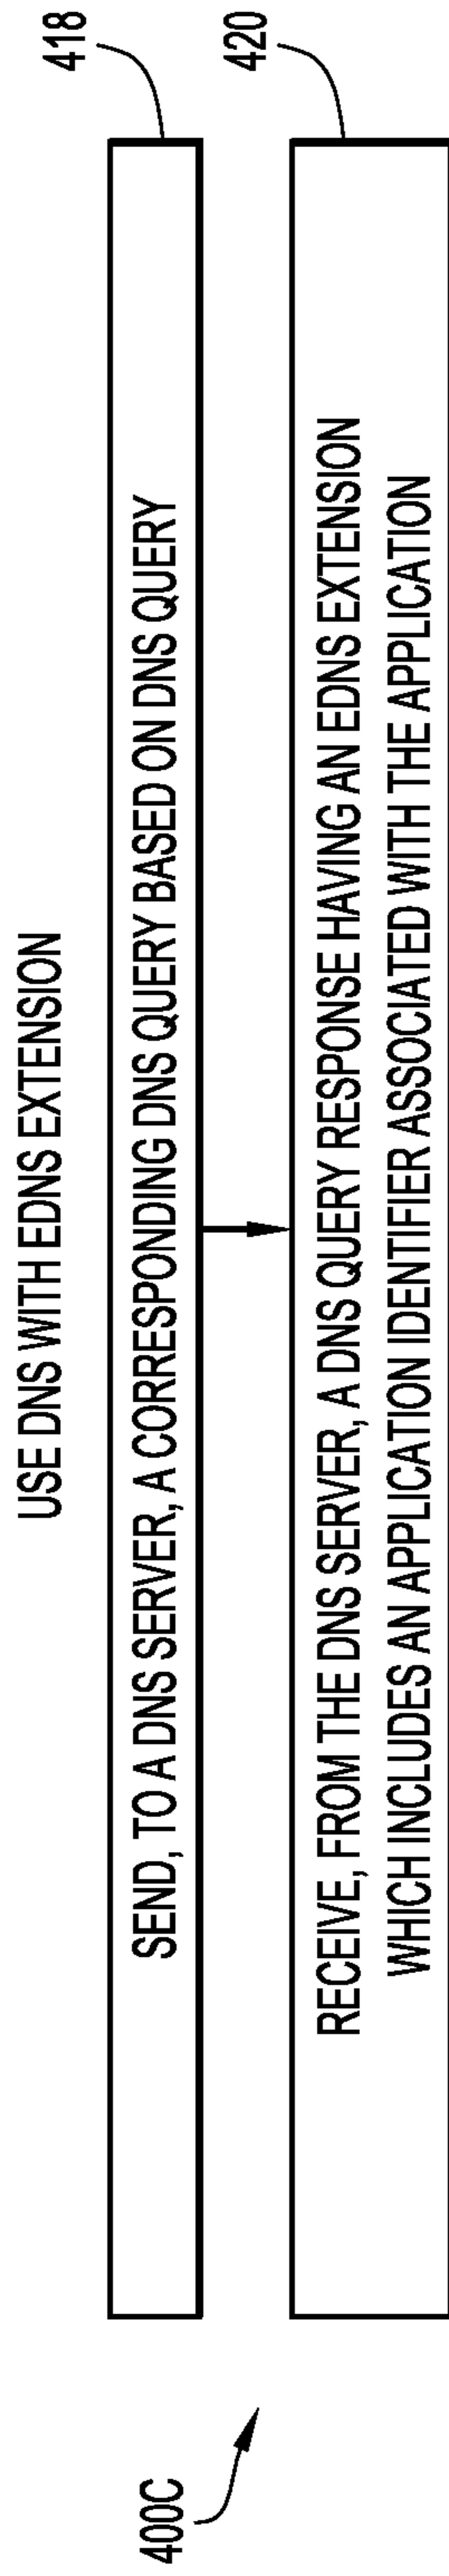 USE DNS WITH EDNS EXTENSION
400C
SEND, TO A DNS SERVER, A CORRESPONDING DNS QUERY BASED ON DNS QUERY
418
RECEIVE, FROM THE DNS SERVER, A DNS QUERY RESPONSE HAVING AN EDNS EXTENSION
WHICH INCLUDES AN APPLICATION IDENTIFIER ASSOCIATED WITH THE APPLICATION
420